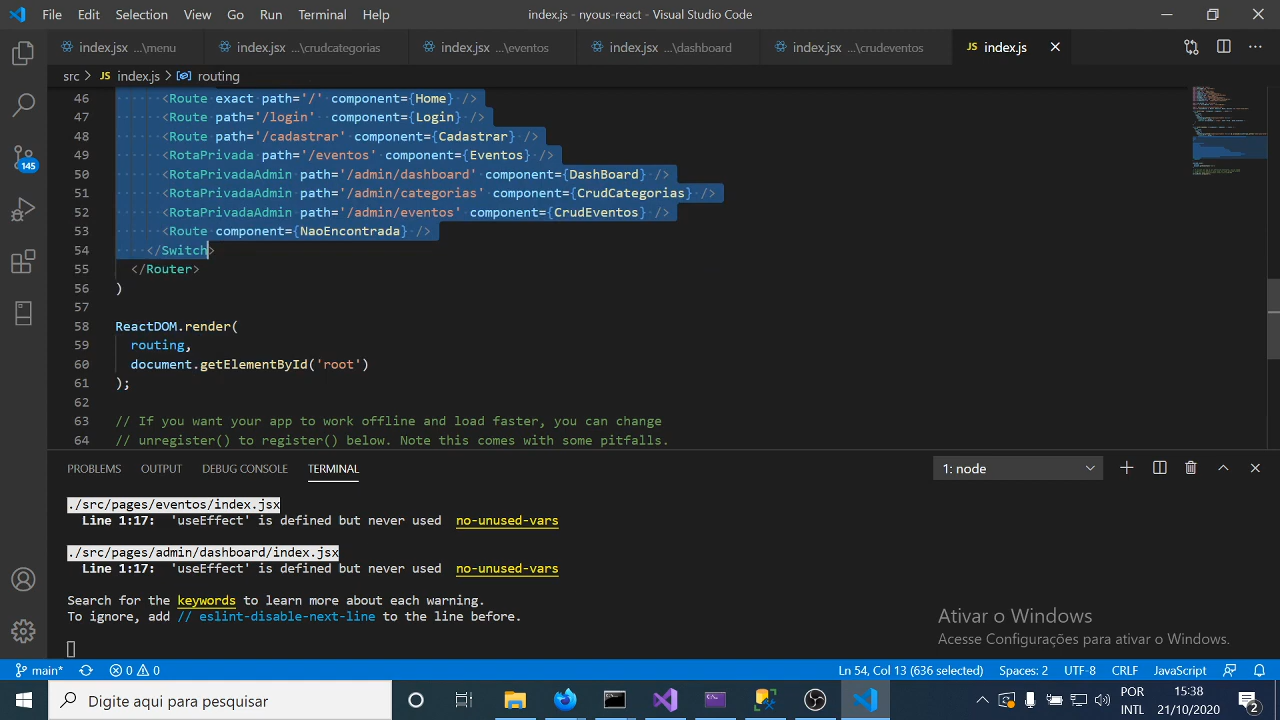 File Edit Selection View Go Run Terminal Help index.js - nyous-react - Visual Studio Code
index.jsx ...\menu index.jsx ...\crudcategorias index.jsx ...\eventos index.jsx ...\dashboard index.jsx ...\crudeventos JS index.js
src > JS index.js > routing
46 <Route exact path='/' component={Home} />
47 <Route path='/login' component={Login} />
48 <Route path='/cadastrar' component={Cadastrar} />
49 <RotaPrivada path='/eventos' component={Eventos} />
50 <RotaPrivadaAdmin path='/admin/dashboard' component={DashBoard} />
51 <RotaPrivadaAdmin path='/admin/categorias' component={CrudCategorias} />
52 <RotaPrivadaAdmin path='/admin/eventos' component={CrudEventos} />
53 <Route component={NaoEncontrada} />
54 </Switch>
55 </Router>
56 )
57
58 ReactDOM.render(
59 routing,
60 document.getElementById('root')
61 );
62
63 // If you want your app to work offline and load faster, you can change
64 // unregister() to register() below. Note this comes with some pitfalls.
145
PROBLEMS OUTPUT DEBUG CONSOLE TERMINAL 1: node
./src/pages/eventos/index.jsx
Line 1:17: 'useEffect' is defined but never used no-unused-vars
./src/pages/admin/dashboard/index.jsx
Line 1:17: 'useEffect' is defined but never used no-unused-vars
Search for the keywords to learn more about each warning.
To ignore, add // eslint-disable-next-line to the line before.
Ativar o Windows
Acesse Configurações para ativar o Windows.
main* 0 0 Ln 54, Col 13 (636 selected) Spaces: 2 UTF-8 CRLF JavaScript
Digite aqui para pesquisar POR 15:38
INTL 21/10/2020 2